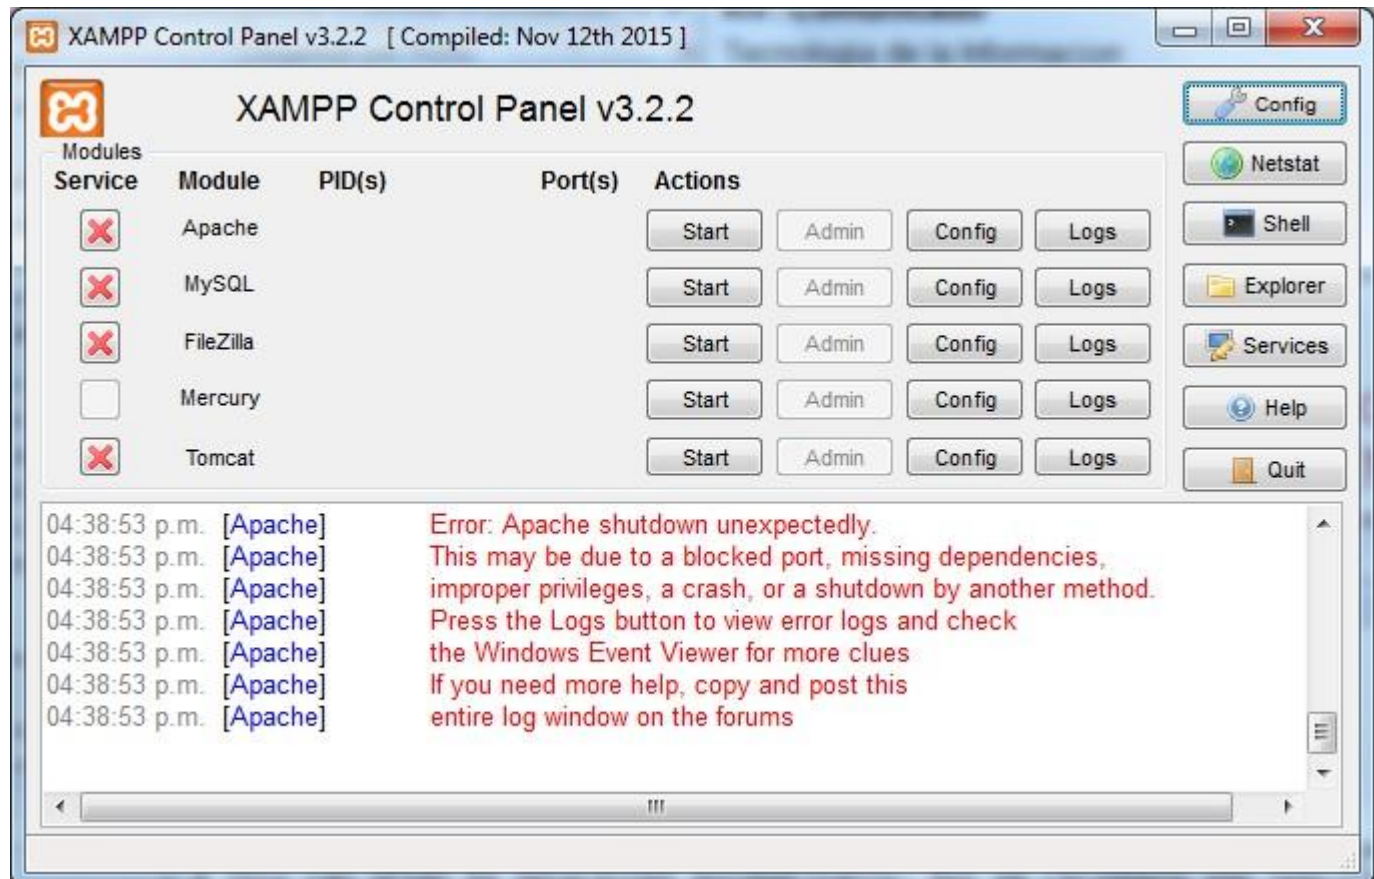 XAMPP Control Panel v3.2.2 [ Compiled: Nov 12th 2015 ]
XAMPP Control Panel v3.2.2
Config
Modules
Service Module PID(s) Port(s) Actions
Netstat
Apache Start Admin Config Logs
Shell
MySQL Start Admin Config Logs
Explorer
FileZilla Start Admin Config Logs
Services
Mercury Start Admin Config Logs
Help
Tomcat Start Admin Config Logs
Quit
04:38:53 p.m. [Apache] Error: Apache shutdown unexpectedly.
04:38:53 p.m. [Apache] This may be due to a blocked port, missing dependencies,
04:38:53 p.m. [Apache] improper privileges, a crash, or a shutdown by another method.
04:38:53 p.m. [Apache] Press the Logs button to view error logs and check
04:38:53 p.m. [Apache] the Windows Event Viewer for more clues
04:38:53 p.m. [Apache] If you need more help, copy and post this
04:38:53 p.m. [Apache] entire log window on the forums